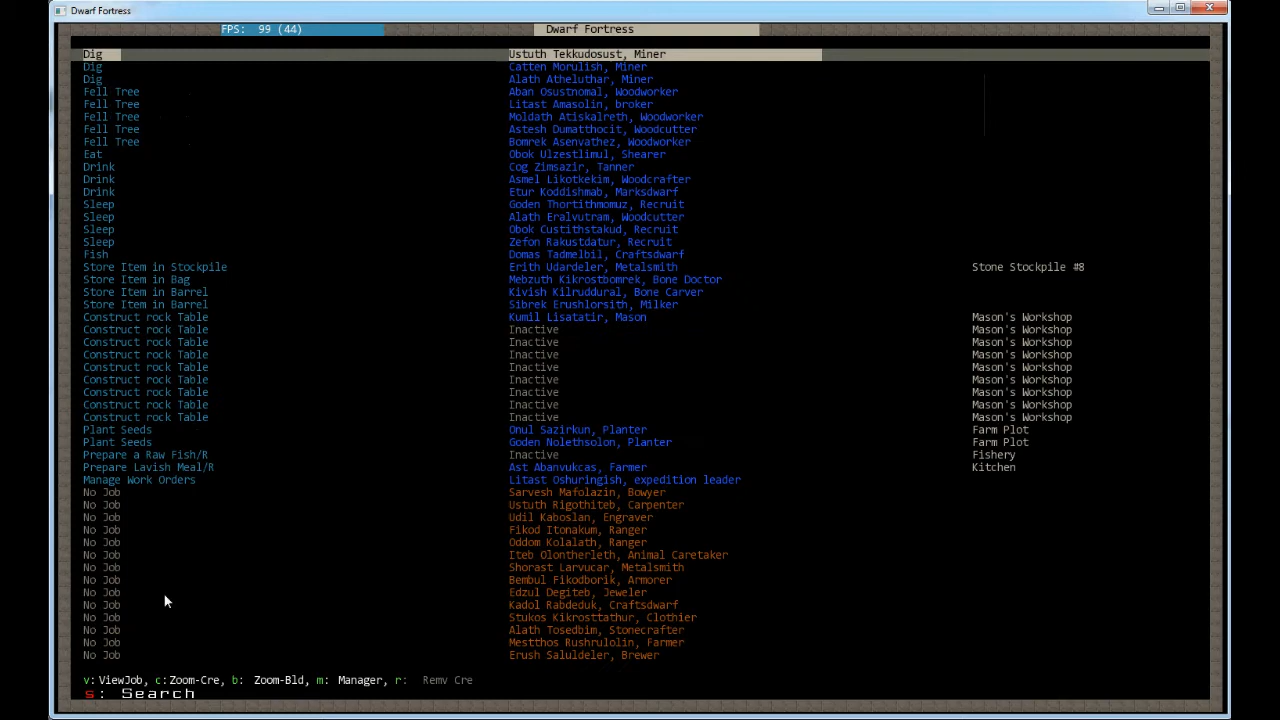 Dwarf Fortress
FPS: 99 (44) Dwarf Fortress
Dig Ustuth Tekkudosust, Miner
Dig Catten Morulish, Miner
Dig Alath Atheluthar, Miner
Fell Tree Aban Osustnomal, Woodworker
Fell Tree Litast Amasolin, broker
Fell Tree Moldath Atiskalreth, Woodworker
Fell Tree Astesh Dumatthocit, Woodcutter
Fell Tree Bomrek Asenvathez, Woodworker
Eat Obok Ulzestlimul, Shearer
Drink Cog Zimsazir, Tanner
Drink Asmel Likotkekim, Woodcrafter
Drink Etur Koddishmab, Marksdwarf
Sleep Goden Thortithmomuz, Recruit
Sleep Alath Eralvutram, Woodcutter
Sleep Obok Custithstakud, Recruit
Sleep Zefon Rakustdatur, Recruit
Fish Domas Tadmelbil, Craftsdwarf
Store Item in Stockpile Erith Udardeler, Metalsmith Stone Stockpile #8
Store Item in Bag Mebzuth Kikrostbomrek, Bone Doctor
Store Item in Barrel Kivish Kilruddural, Bone Carver
Store Item in Barrel Sibrek Erushlorsith, Milker
Construct rock Table Kumil Lisatatir, Mason Mason's Workshop
Construct rock Table Inactive Mason's Workshop
Construct rock Table Inactive Mason's Workshop
Construct rock Table Inactive Mason's Workshop
Construct rock Table Inactive Mason's Workshop
Construct rock Table Inactive Mason's Workshop
Construct rock Table Inactive Mason's Workshop
Construct rock Table Inactive Mason's Workshop
Construct rock Table Inactive Mason's Workshop
Plant Seeds Onul Sazirkun, Planter Farm Plot
Plant Seeds Goden Nolethsolon, Planter Farm Plot
Prepare a Raw Fish/R Inactive Fishery
Prepare Lavish Meal/R Ast Abanvukcas, Farmer Kitchen
Manage Work Orders Litast Oshuringish, expedition leader
No Job Sarvesh Mafolazin, Bowyer
No Job Ustuth Rigothiteb, Carpenter
No Job Udil Kaboslan, Engraver
No Job Fikod Itonakum, Ranger
No Job Oddom Kolalath, Ranger
No Job Iteb Olontherleth, Animal Caretaker
No Job Shorast Larvucar, Metalsmith
No Job Bembul Fikodborik, Armorer
No Job Edzul Degiteb, Jeweler
No Job Kadol Rabdeduk, Craftsdwarf
No Job Stukos Kikrosttathur, Clothier
No Job Alath Tosedbim, Stonecrafter
No Job Mestthos Rushrulolin, Farmer
No Job Erush Saluldeler, Brewer
v: ViewJob, c:Zoom-Cre, b: Zoom-Bld, m: Manager, r: Remv Cre
s: Search